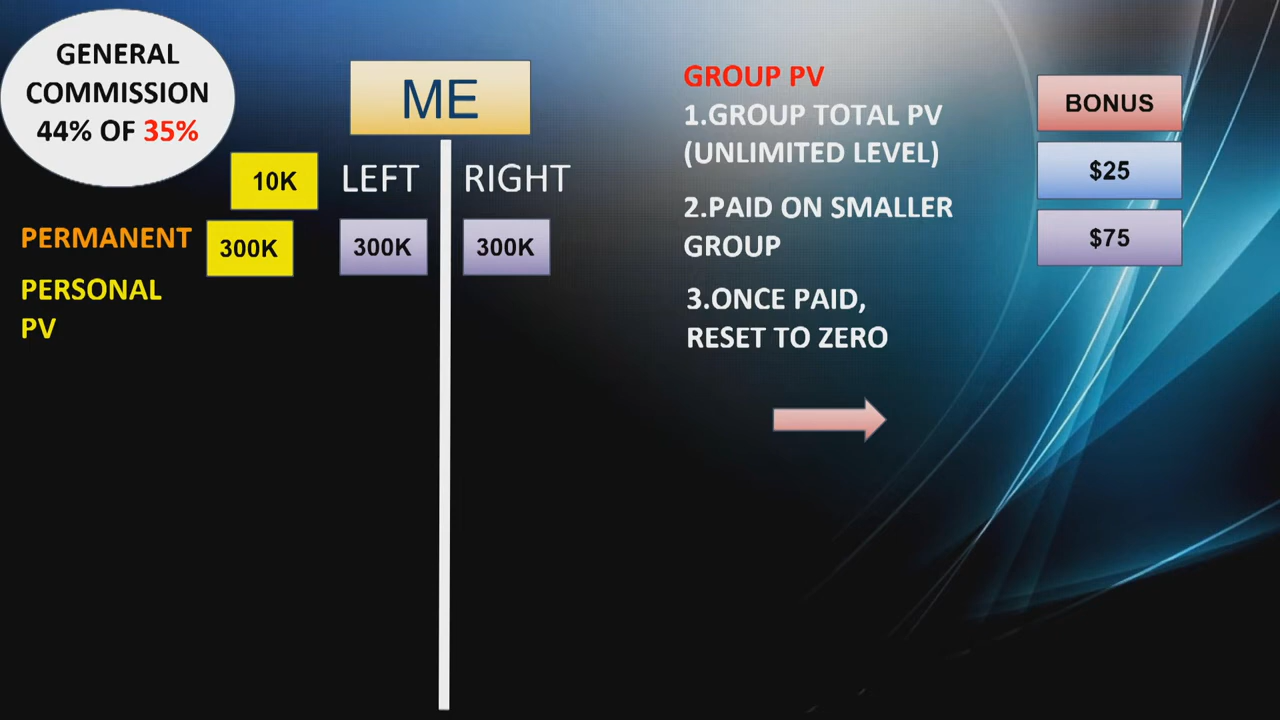 GENERAL
COMMISSION
44% OF 35%
ME
10K
LEFT
RIGHT
PERMANENT
300K
300K
300K
PERSONAL
PV
GROUP PV
1.GROUP TOTAL PV
(UNLIMITED LEVEL)
2.PAID ON SMALLER
GROUP
3.ONCE PAID,
RESET TO ZERO
BONUS
$25
$75